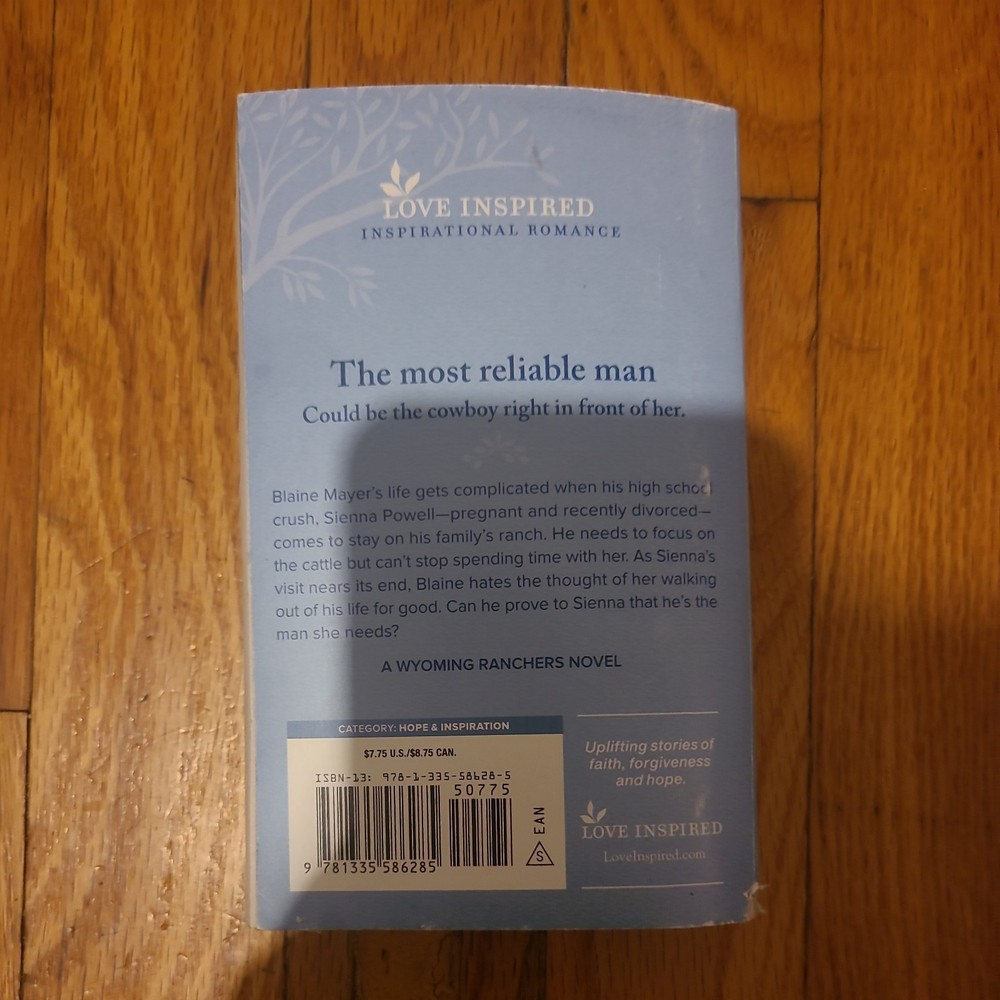 LOVE INSPIRED
INSPIRATIONAL ROMANCE
The most reliable man
Could be the cowboy right in front of her.
Blaine Mayer's life gets complicated when his high school
crush, Sienna Powell—pregnant and recently divorced—
comes to stay on his family's ranch. He needs to focus on
the cattle but can't stop spending time with her. As Sienna's
visit nears its end, Blaine hates the thought of her walking
out of his life for good. Can he prove to Sienna that he's the
man she needs?
A WYOMING RANCHERS NOVEL
CATEGORY: HOPE & INSPIRATION
$7.75 U.S./$8.75 CAN.
ISBN-13: 978-1-335-58628-5
50775
9 781335 586285
EAN
S
Uplifting stories of
faith, forgiveness
and hope.
LOVE INSPIRED
LoveInspired.com